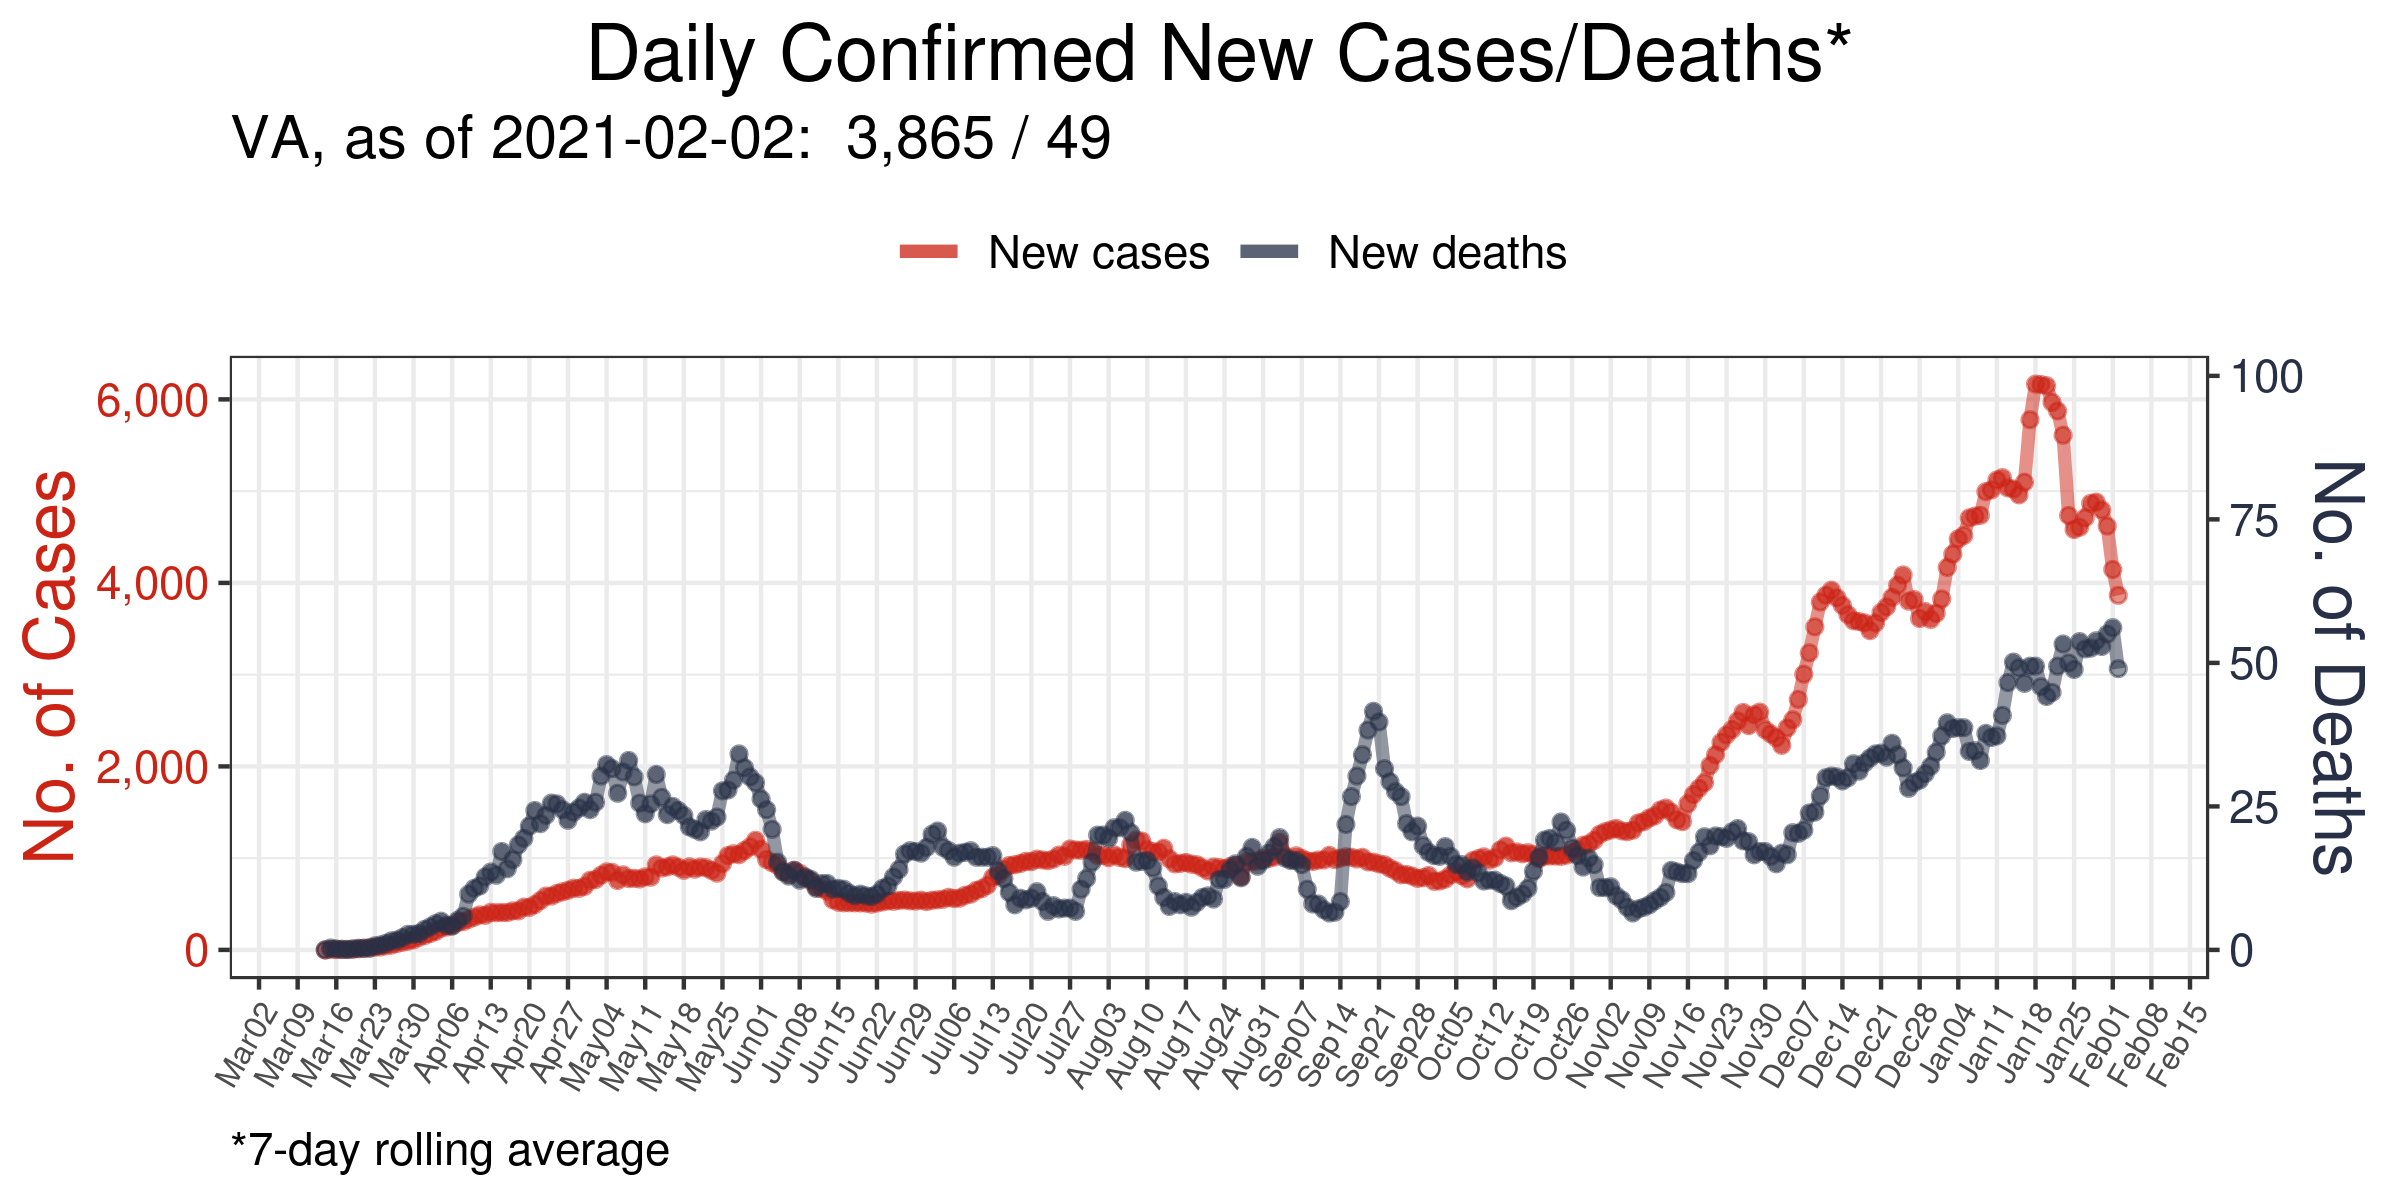 Daily Confirmed New Cases/Deaths*
VA, as of 2021-02-02:  3,865 / 49
New cases
New deaths
No. of Cases
6,000
4,000
2,000
0
100
75
50
25
0
No. of Deaths
Mar02
Mar09
Mar16
Mar23
Mar30
Apr06
Apr13
Apr20
Apr27
May04
May11
May18
May25
Jun01
Jun08
Jun15
Jun22
Jun29
Jul06
Jul13
Jul20
Jul27
Aug03
Aug10
Aug17
Aug24
Aug31
Sep07
Sep14
Sep21
Sep28
Oct05
Oct12
Oct19
Oct26
Nov02
Nov09
Nov16
Nov23
Nov30
Dec07
Dec14
Dec21
Dec28
Jan04
Jan11
Jan18
Jan25
Feb01
Feb08
Feb15
*7-day rolling average